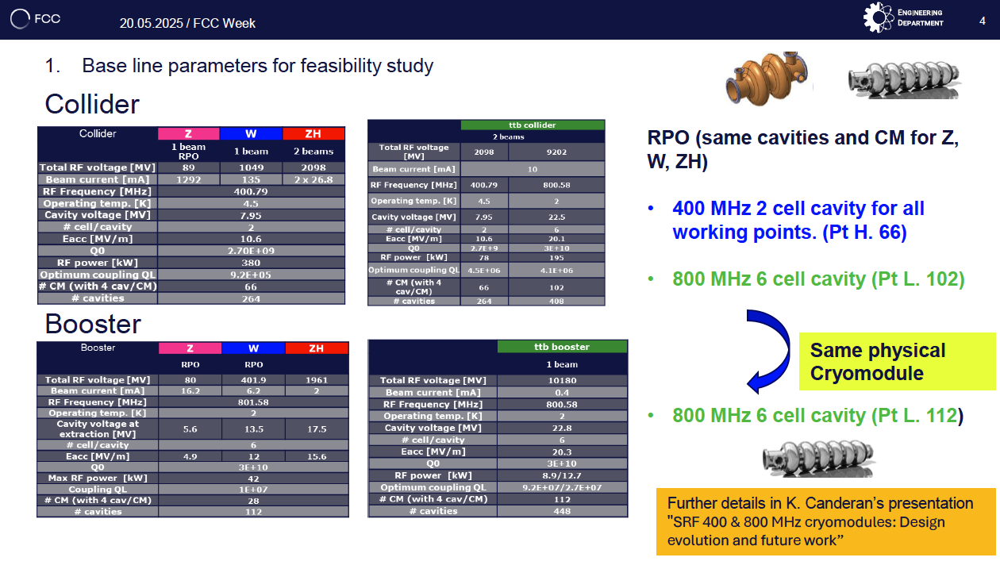 FCC
20.05.2025 / FCC Week
ENGINEERING
DEPARTMENT
4
1. Base line parameters for feasibility study
Collider
Collider Z W ZH
1 beam RPO 1 beam 2 beams
Total RF voltage [MV] 89 1049 2098
Beam current [mA] 1292 135 2 x 26.8
RF Frequency [MHz] 400.79
Operating temp. [K] 4.5
Cavity voltage [MV] 7.95
# cell/cavity 2
Eacc [MV/m] 10.6
Q0 2.70E+09
RF power [kW] 380
Optimum coupling QL 9.2E+05
# CM (with 4 cav/CM) 66
# cavities 264
ttb collider
2 beams
Total RF voltage [MV] 2098 9202
Beam current [mA] 10
RF Frequency [MHz] 400.79 800.58
Operating temp. [K] 4.5 2
Cavity voltage [MV] 7.95 22.5
# cell/cavity 2 6
Eacc [MV/m] 10.6 20.1
Q0 2.7E+9 3E+10
RF power [kW] 78 195
Optimum coupling QL 4.5E+06 4.1E+06
# CM (with 4 cav/CM) 66 102
# cavities 264 408
Booster
Booster Z W ZH
RPO RPO
Total RF voltage [MV] 80 401.9 1961
Beam current [mA] 16.2 6.2 2
RF Frequency [MHz] 801.58
Operating temp. [K] 2
Cavity voltage at extraction [MV] 5.6 13.5 17.5
# cell/cavity 6
Eacc [MV/m] 4.9 12 15.6
Q0 3E+10
Max RF power [kW] 42
Coupling QL 1E+07
# CM (with 4 cav/CM) 28
# cavities 112
ttb booster
1 beam
Total RF voltage [MV] 10180
Beam current [mA] 0.4
RF Frequency [MHz] 800.58
Operating temp. [K] 2
Cavity voltage [MV] 22.8
# cell/cavity 6
Eacc [MV/m] 20.3
Q0 3E+10
RF power [kW] 8.9/12.7
Optimum coupling QL 9.2E+07/2.7E+07
# CM (with 4 cav/CM) 112
# cavities 448
RPO (same cavities and CM for Z,
W, ZH)
• 400 MHz 2 cell cavity for all
working points. (Pt H. 66)
• 800 MHz 6 cell cavity (Pt L. 102)
Same physical
Cryomodule
• 800 MHz 6 cell cavity (Pt L. 112)
Further details in K. Canderan's presentation
"SRF 400 & 800 MHz cryomodules: Design
evolution and future work”